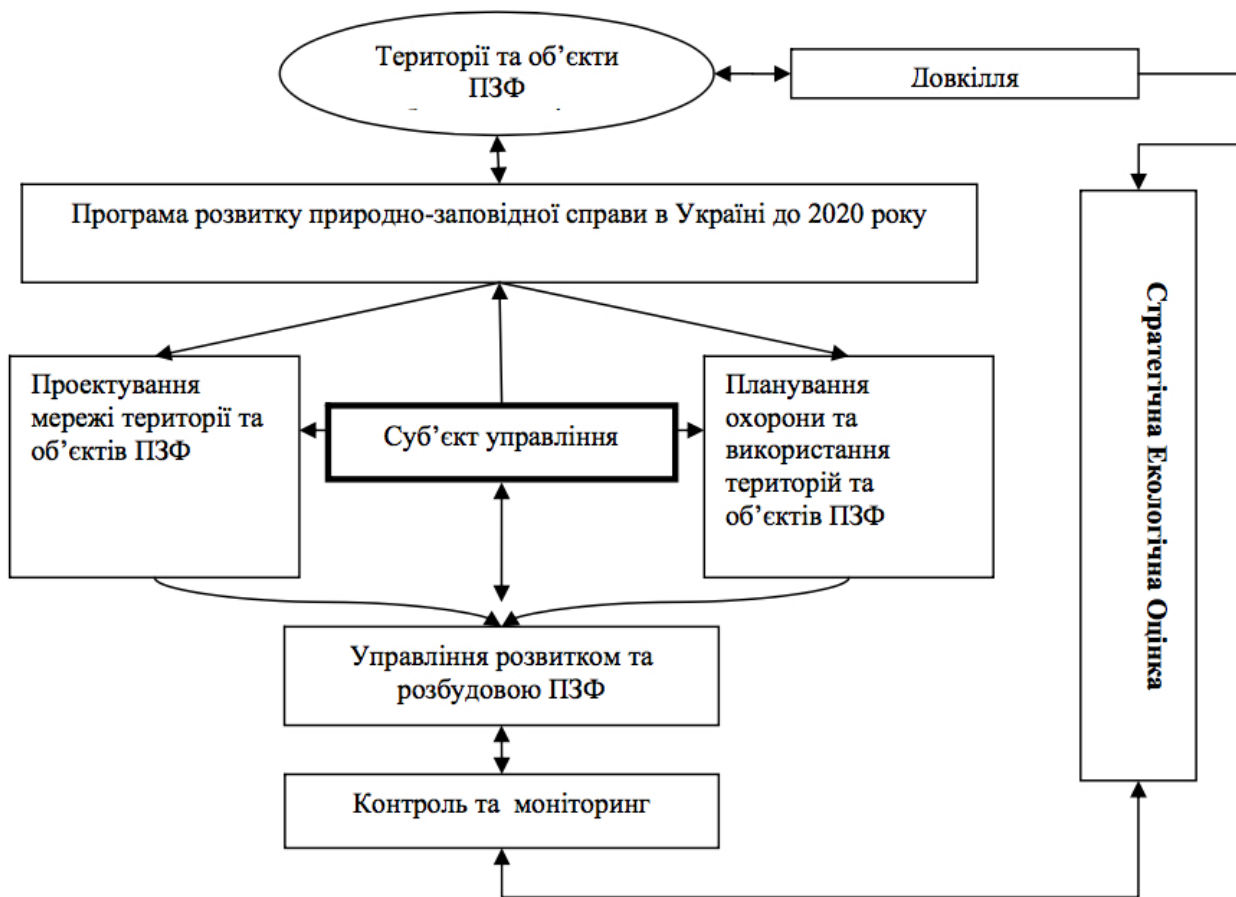 Території та об’єкти
ПЗФ
Довкілля
Програма розвитку природно-заповідної справи в Україні до 2020 року
Проектування
мережі території та
об’єктів ПЗФ
Суб’єкт управління
Планування
охорони та
використання
територій та
об’єктів ПЗФ
Стратегічна Екологічна Оцінка
Управління розвитком та
розбудовою ПЗФ
Контроль та моніторинг